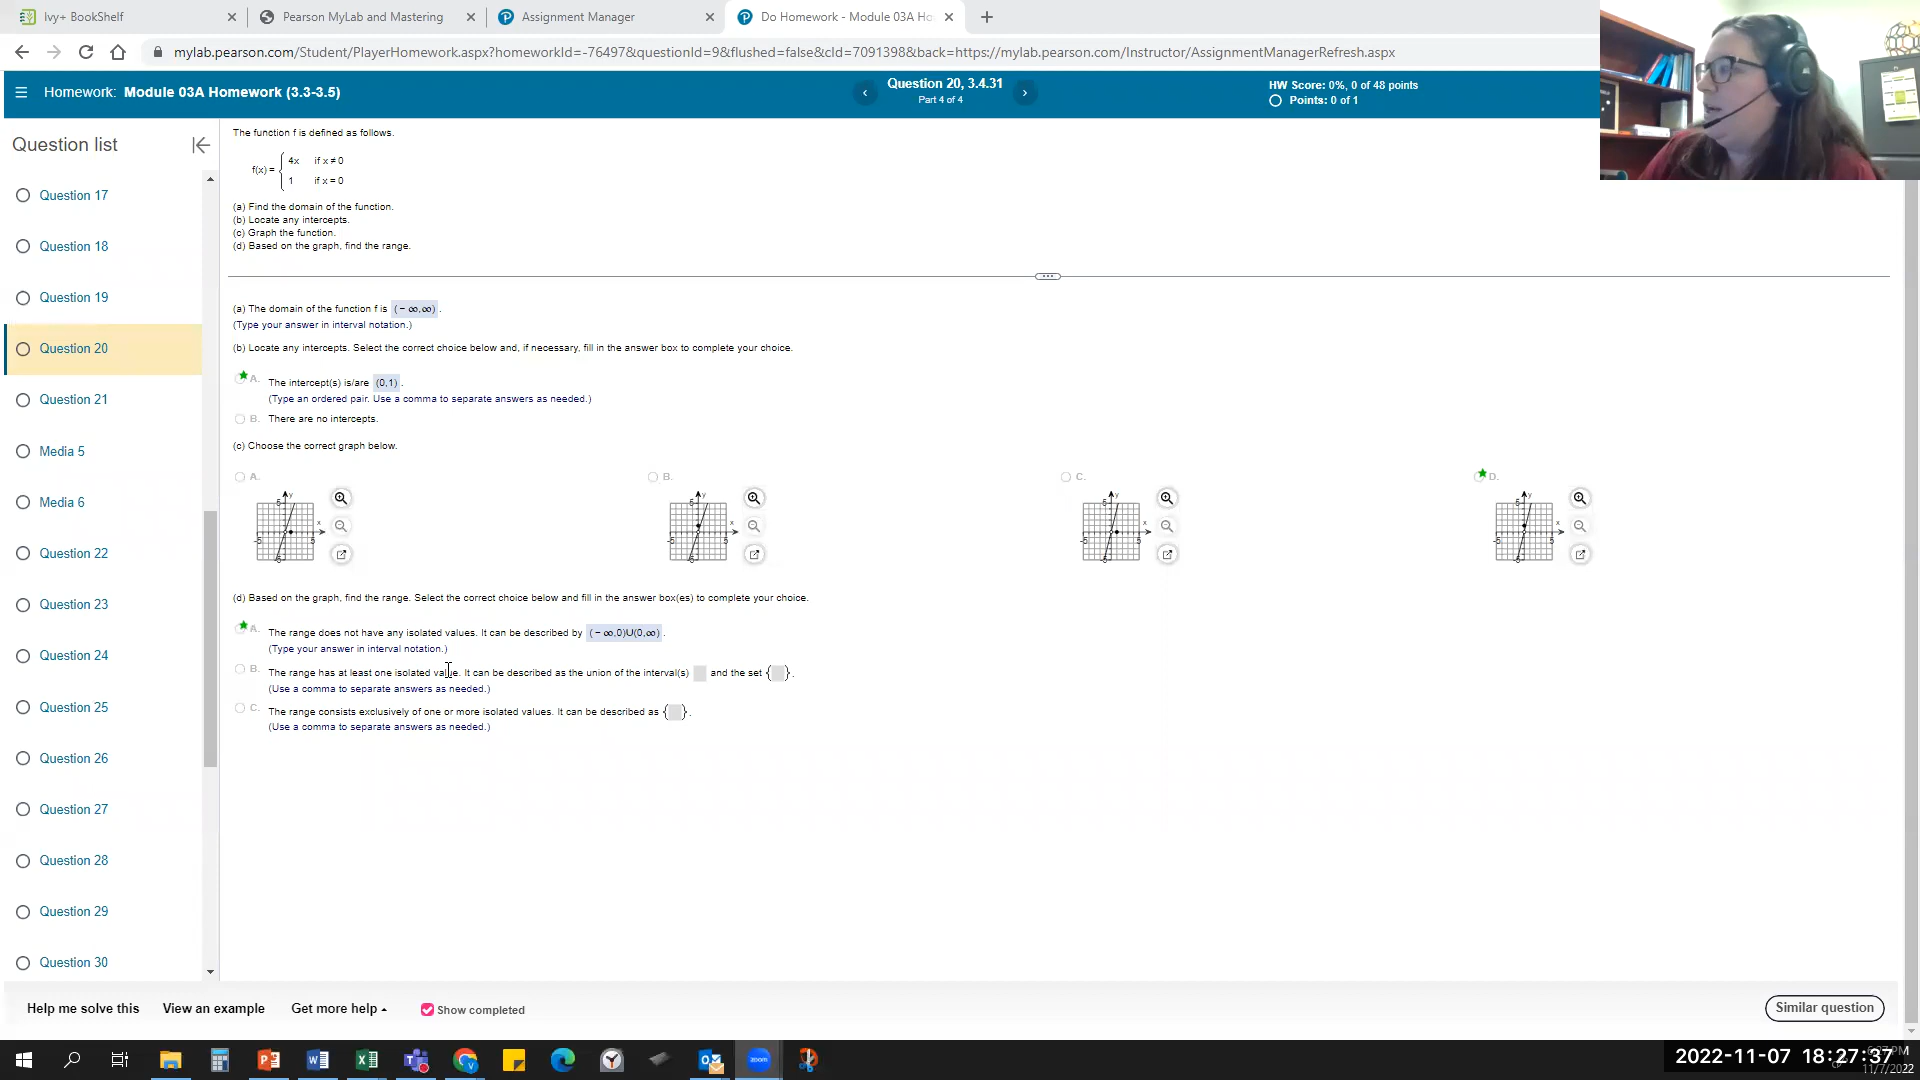 Ivy+ BookShelf
Pearson MyLab and Mastering
Assignment Manager
Do Homework - Module 03A Ho
mylab.pearson.com/Student/PlayerHomework.aspx?homeworkId=-76497&questionId=9&flushed=false&cId=7091398&back=https://mylab.pearson.com/Instructor/AssignmentManagerRefresh.aspx
Homework: Module 03A Homework (3.3-3.5)
Question 20, 3.4.31
Part 4 of 4
HW Score: 0%, 0 of 48 points
Points: 0 of 1
Question list
Question 17
Question 18
Question 19
Question 20
Question 21
Media 5
Media 6
Question 22
Question 23
Question 24
Question 25
Question 26
Question 27
Question 28
Question 29
Question 30
The function f is defined as follows.
4x if x ≠ 0
f(x) =
1 if x = 0
(a) Find the domain of the function.
(b) Locate any intercepts.
(c) Graph the function.
(d) Based on the graph, find the range.
(a) The domain of the function f is (−∞,∞).
(Type your answer in interval notation.)
(b) Locate any intercepts. Select the correct choice below and, if necessary, fill in the answer box to complete your choice.
A. The intercept(s) is/are (0,1).
(Type an ordered pair. Use a comma to separate answers as needed.)
B. There are no intercepts.
(c) Choose the correct graph below.
A.
B.
C.
D.
(d) Based on the graph, find the range. Select the correct choice below and fill in the answer box(es) to complete your choice.
A. The range does not have any isolated values. It can be described by (−∞,0)U(0,∞).
(Type your answer in interval notation.)
B. The range has at least one isolated value. It can be described as the union of the interval(s) and the set { }.
(Use a comma to separate answers as needed.)
C. The range consists exclusively of one or more isolated values. It can be described as { }.
(Use a comma to separate answers as needed.)
Help me solve this
View an example
Get more help
Show completed
Similar question
2022-11-07 18:27:37
11/7/2022